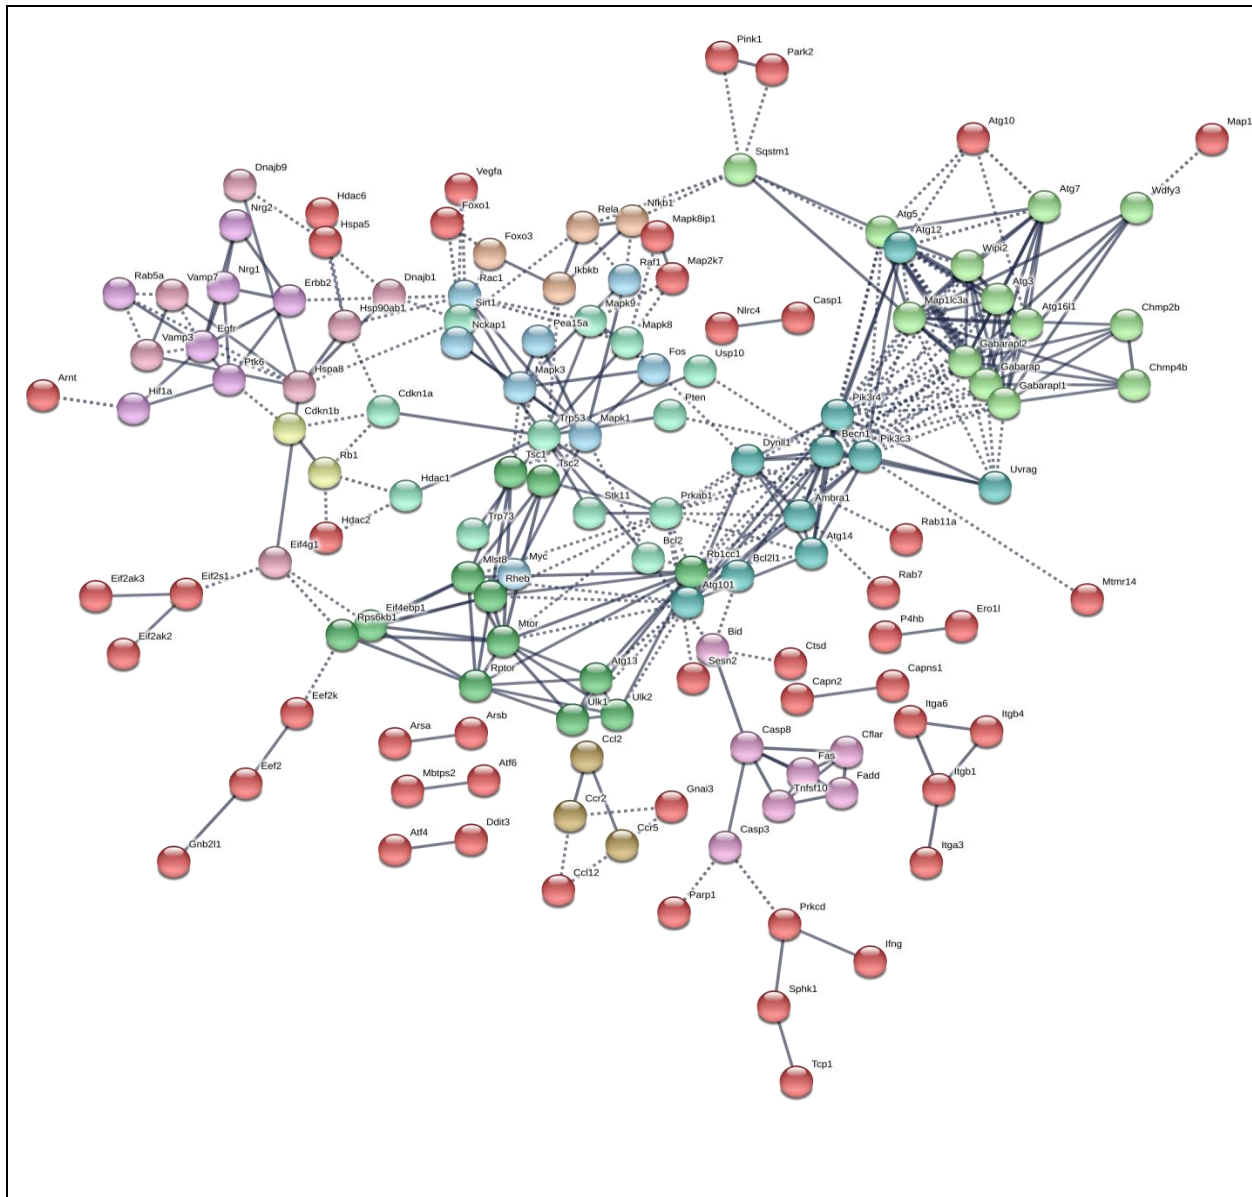 Pink1
Park2
Atg10
Map1
Sqstm1
Dnajb9
Vegfa
Hdac6
Nrg2
Atg7
Wdfy3
Foxo1
Nfkb1
Rela
Mapk8ip1
Hspa5
Atg5
Atg12
Foxo3
Wipi2
Raf1
Map2k7
Ikbkb
Rab5a
Vamp7
Nrg1
Erbb2
Dnajb1
Rac1
Atg3
Sirt1
Hsp90ab1
Mapk9
Casp1
Map1lc3a
Atg16l1
Chmp2b
Nlrc4
Egfr
Nckap1
Pea15a
Mapk8
Vamp3
Fos
Usp10
Gabarapl2
Ptk6
Hspa8
Mapk3
Gabarap
Chmp4b
Arnt
Hif1a
Gabarapl1
Cdkn1b
Cdkn1a
Pten
Pik3r4
Trp53
Mapk1
Dynll1
Becn1
Pik3c3
Rb1
Tsc1
Tsc2
Uvrag
Hdac1
Stk11
Prkab1
Ambra1
Hdac2
Trp73
Rab11a
Bcl2
Atg14
Eif4g1
Mlst8
Myc
Rb1cc1
Bcl2l1
Eif2ak3
Eif2s1
Rheb
Atg101
Rab7
Mtmr14
Eif4ebp1
Rps6kb1
Mtor
P4hb
Ero1l
Eif2ak2
Bid
Ctsd
Rptor
Atg13
Sesn2
Capns1
Capn2
Eef2k
Ulk1
Ulk2
Itga6
Itgb4
Arsa
Arsb
Ccl2
Casp8
Cflar
Fas
Eef2
Mbtps2
Atf6
Itgb1
Fadd
Tnfsf10
Ccr2
Gnai3
Atf4
Ddit3
Ccr5
Casp3
Gnb2l1
Itga3
Ccl12
Parp1
Prkcd
Ifng
Sphk1
Tcp1